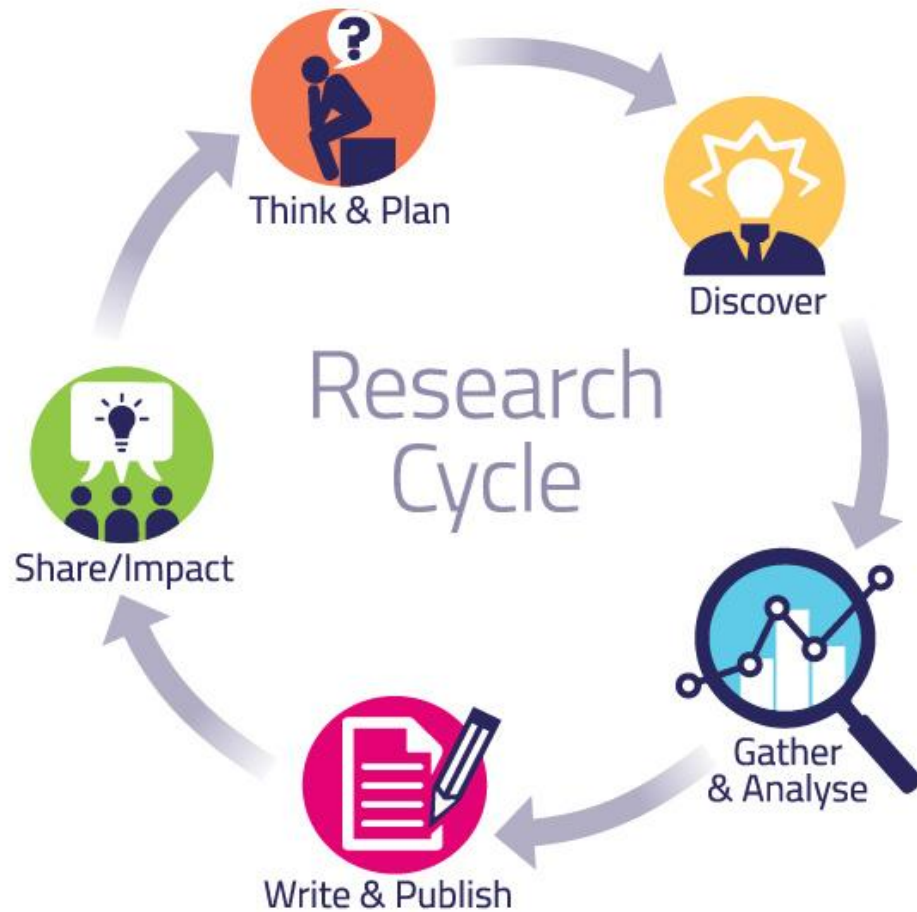 ?
Think & Plan
Discover
Research
Cycle
Share/Impact
Gather
& Analyse
Write & Publish